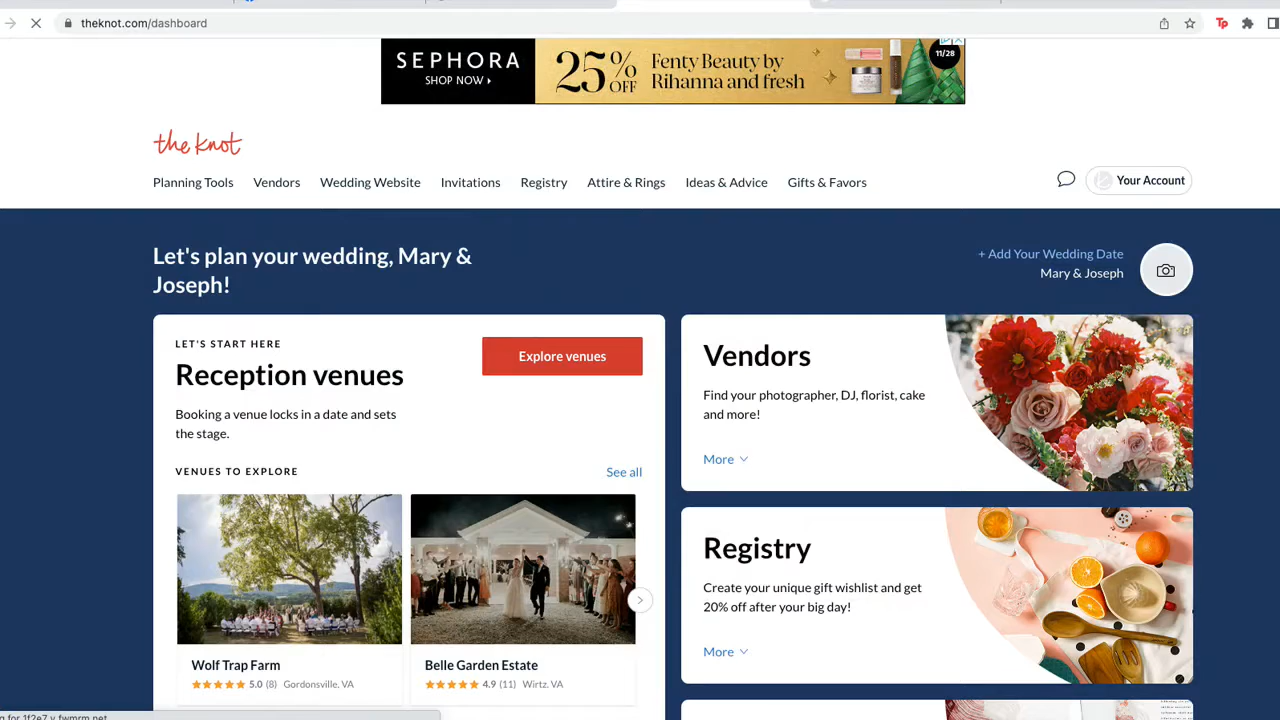 theknot.com/dashboard
Tp
SEPHORA
SHOP NOW
25% OFF
Fenty Beauty by
Rihanna and fresh
11/28
the knot
Planning Tools Vendors Wedding Website Invitations Registry Attire & Rings Ideas & Advice Gifts & Favors
Your Account
Let's plan your wedding, Mary &
Joseph!
+ Add Your Wedding Date
Mary & Joseph
LET'S START HERE
Reception venues
Explore venues
Booking a venue locks in a date and sets
the stage.
VENUES TO EXPLORE
See all
Wolf Trap Farm
5.0 (8) Gordonsville, VA
Belle Garden Estate
4.9 (11) Wirtz, VA
Vendors
Find your photographer, DJ, florist, cake
and more!
More
Registry
Create your unique gift wishlist and get
20% off after your big day!
More